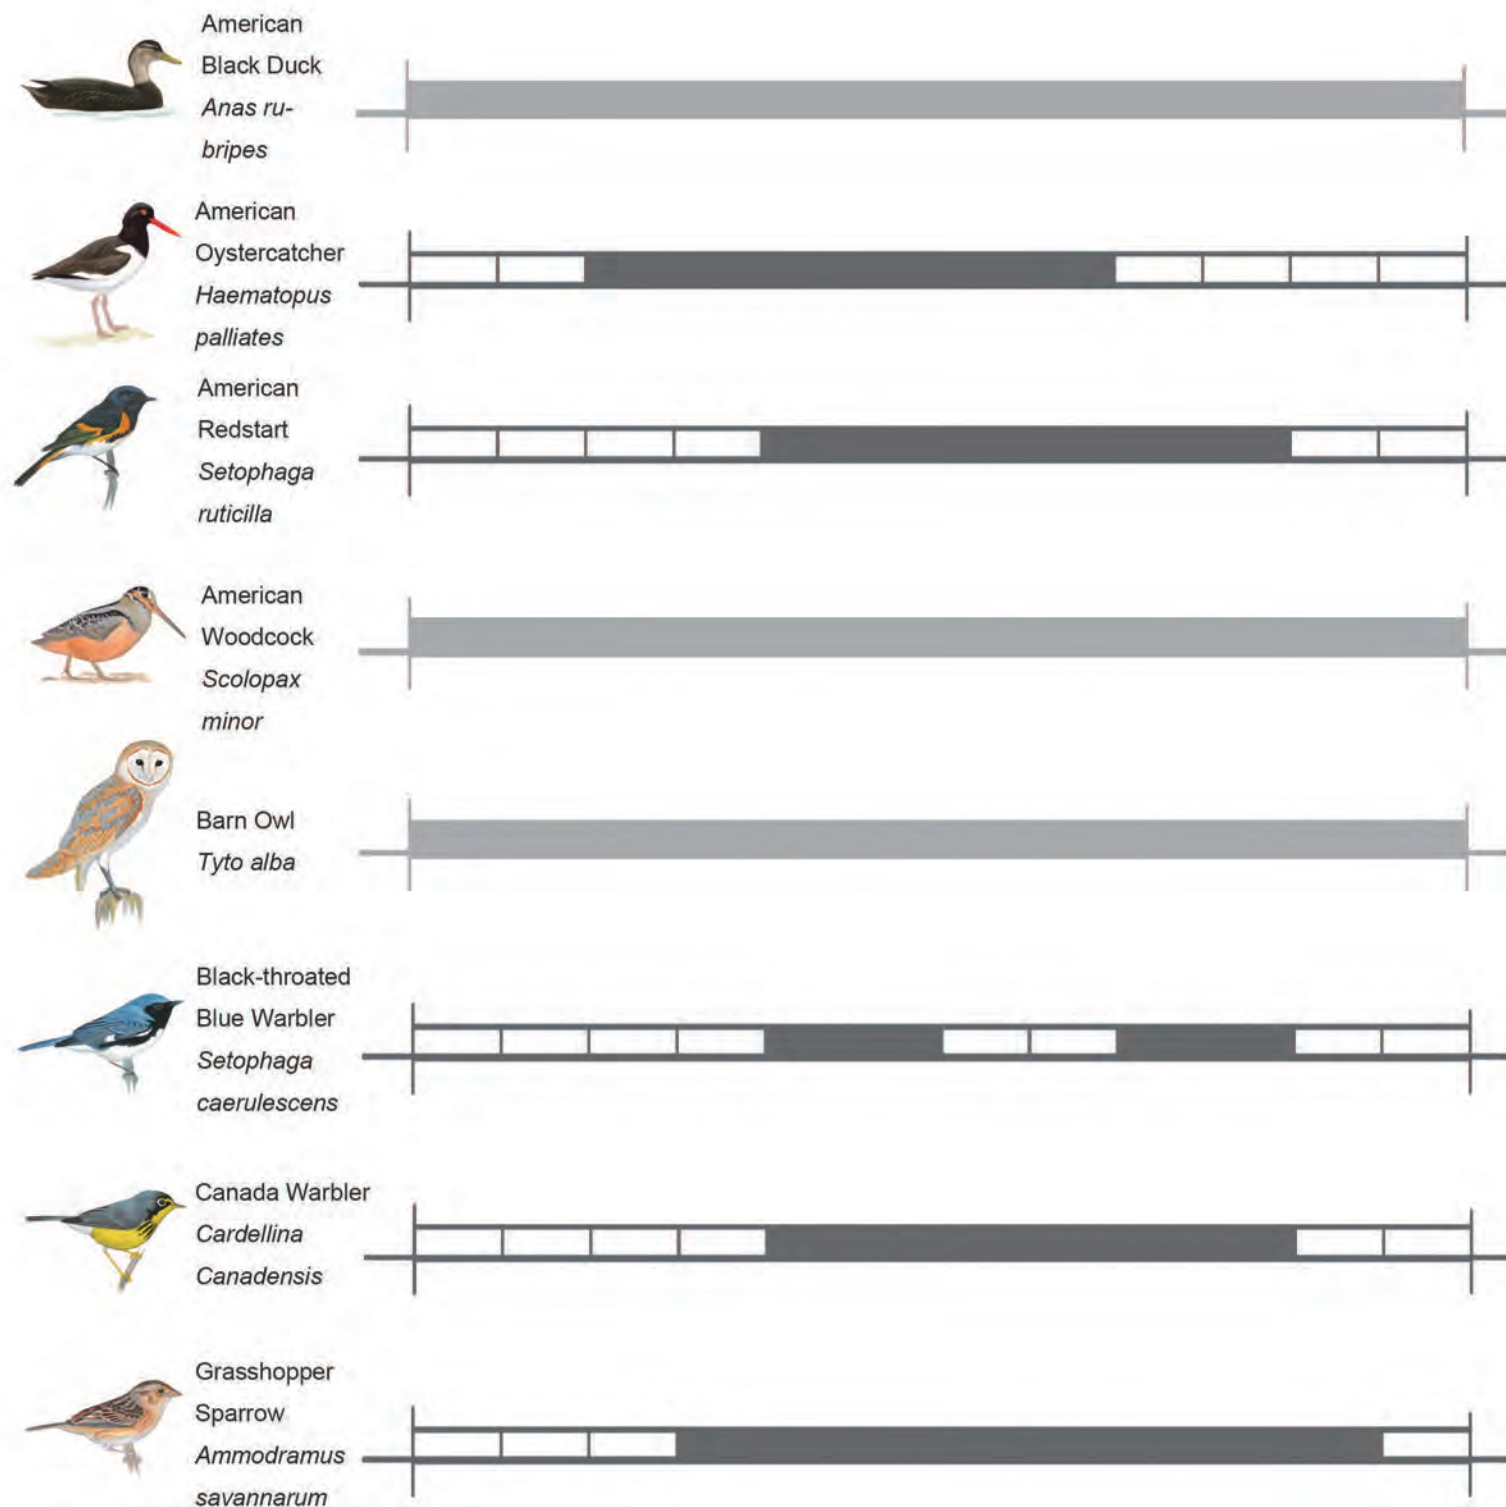 American
Black Duck
Anas ru-
bripes
American
Oystercatcher
Haematopus
palliates
American
Redstart
Setophaga
ruticilla
American
Woodcock
Scolopax
minor
Barn Owl
Tyto alba
Black-throated
Blue Warbler
Setophaga
caerulescens
Canada Warbler
Cardellina
Canadensis
Grasshopper
Sparrow
Ammodramus
savannarum